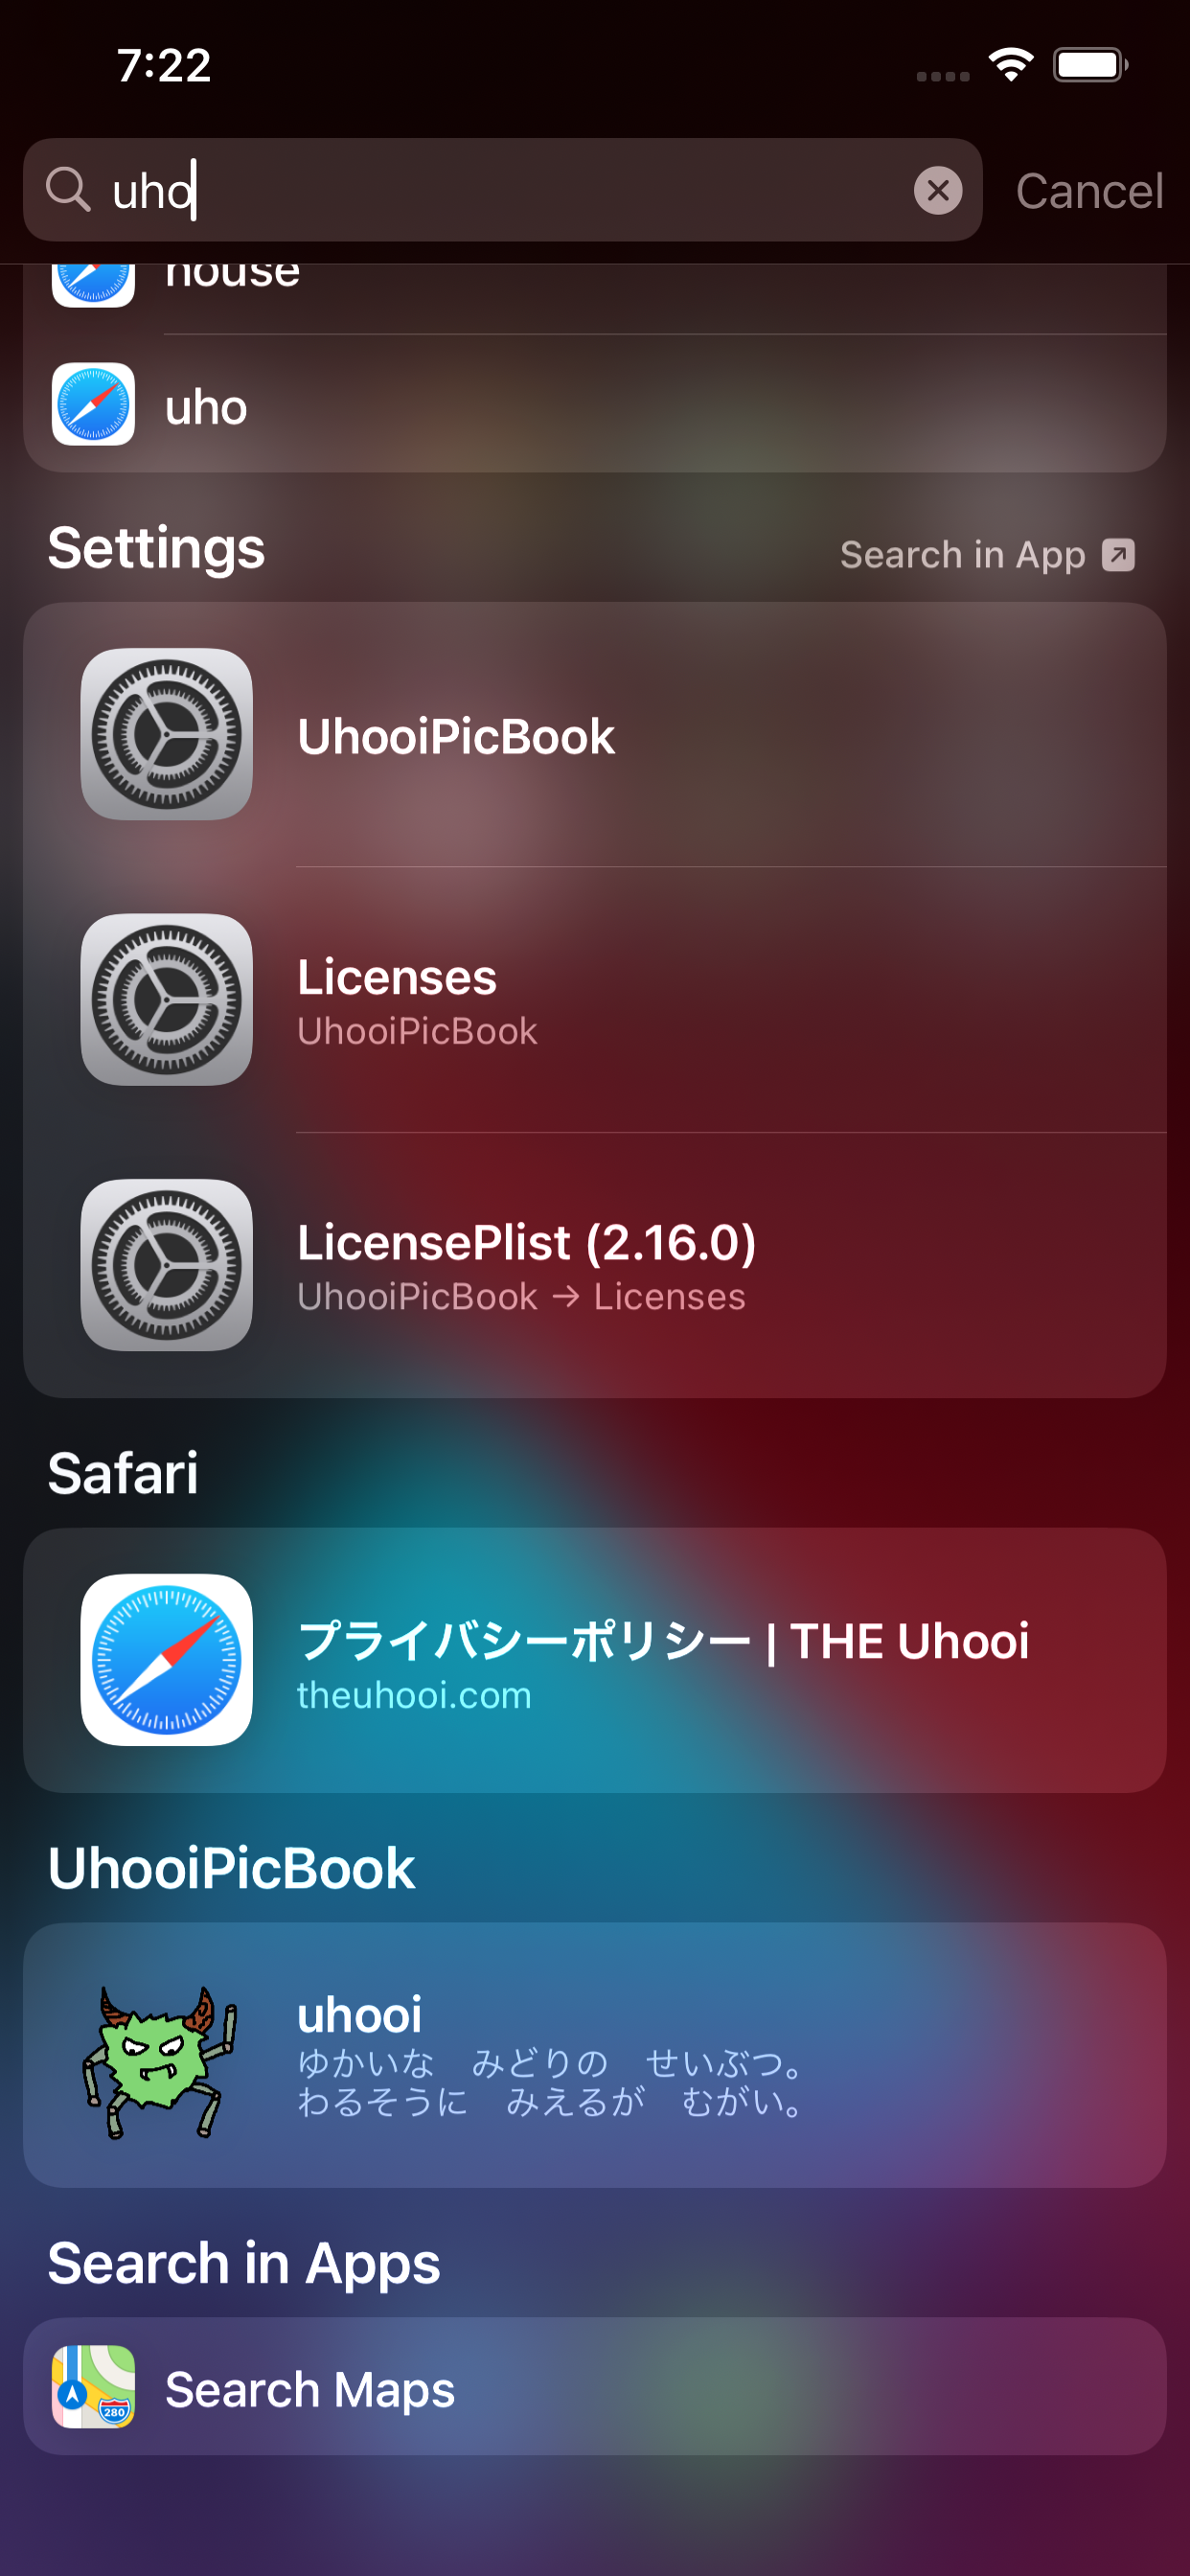 7:22
uho
Cancel
house
uho
Settings
Search in App
UhooiPicBook
Licenses
UhooiPicBook
LicensePlist (2.16.0)
UhooiPicBook → Licenses
Safari
プライバシーポリシー | THE Uhooi
theuhooi.com
UhooiPicBook
uhooi
ゆかいな　みどりの　せいぶつ。
わるそうに　みえるが　むがい。
Search in Apps
280
Search Maps